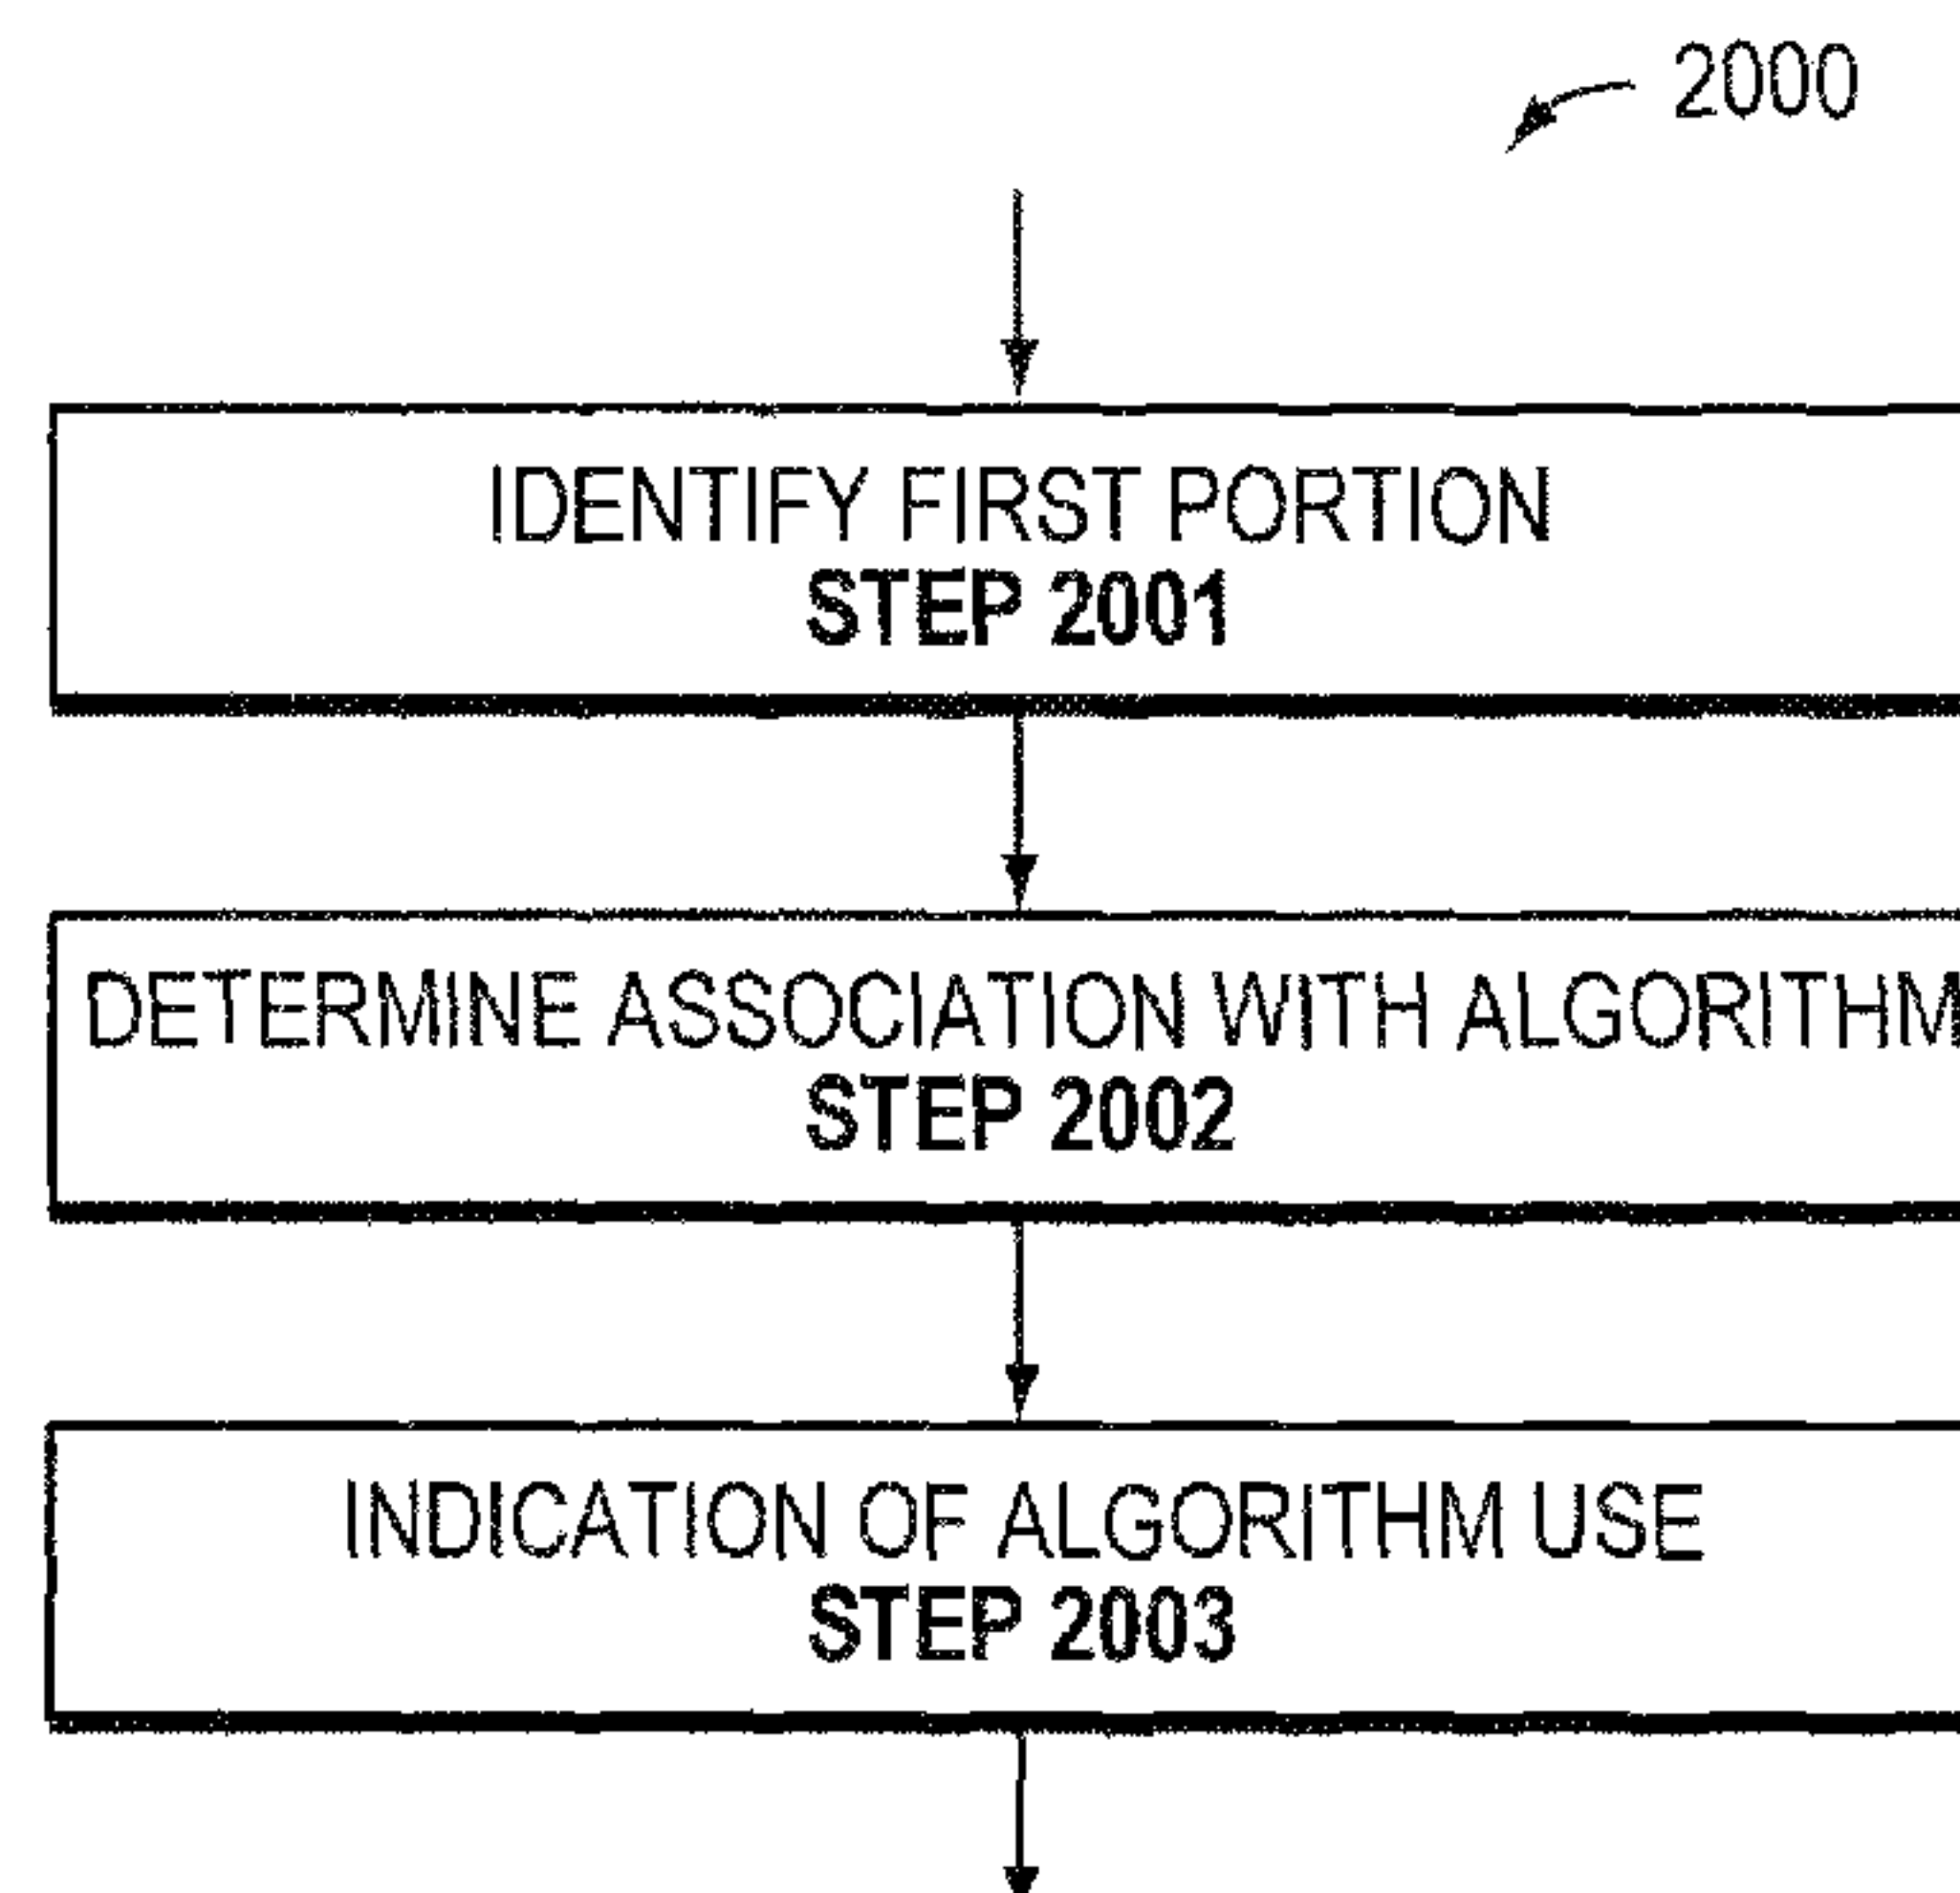 2000
IDENTIFY FIRST PORTION
STEP 2001
DETERMINE ASSOCIATION WITH ALGORITHM
STEP 2002
INDICATION OF ALGORITHM USE
STEP 2003